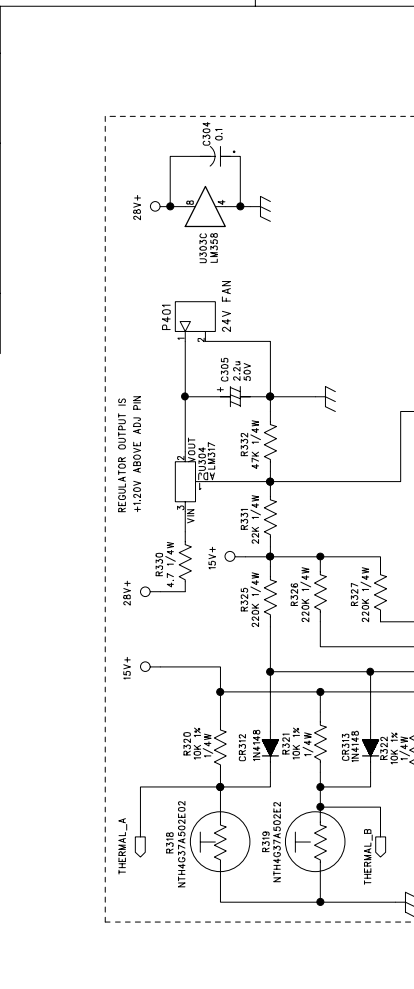 C304
0.1
28V+
8
4
U303C
LM358
P401
1
2
24V FAN
+
C305
2.2u
50V
REGULATOR OUTPUT IS
+1.20V ABOVE ADJ PIN
2
VOUT
U304
LM317
1
3
VIN
R332
47K 1/4W
R331
22K 1/4W
R330
4.7 1/4W
28V+
15V+
R325
220K 1/4W
R326
220K 1/4W
R327
220K 1/4W
15V+
R320
10K 1%
1/4W
CR312
1N4148
R321
10K 1%
1/4W
CR313
1N4148
R322
10K 1%
1/4W
THERMAL_A
R318
NTH4G37A502E02
T
R319
NTH4G37A502E2
T
THERMAL_B